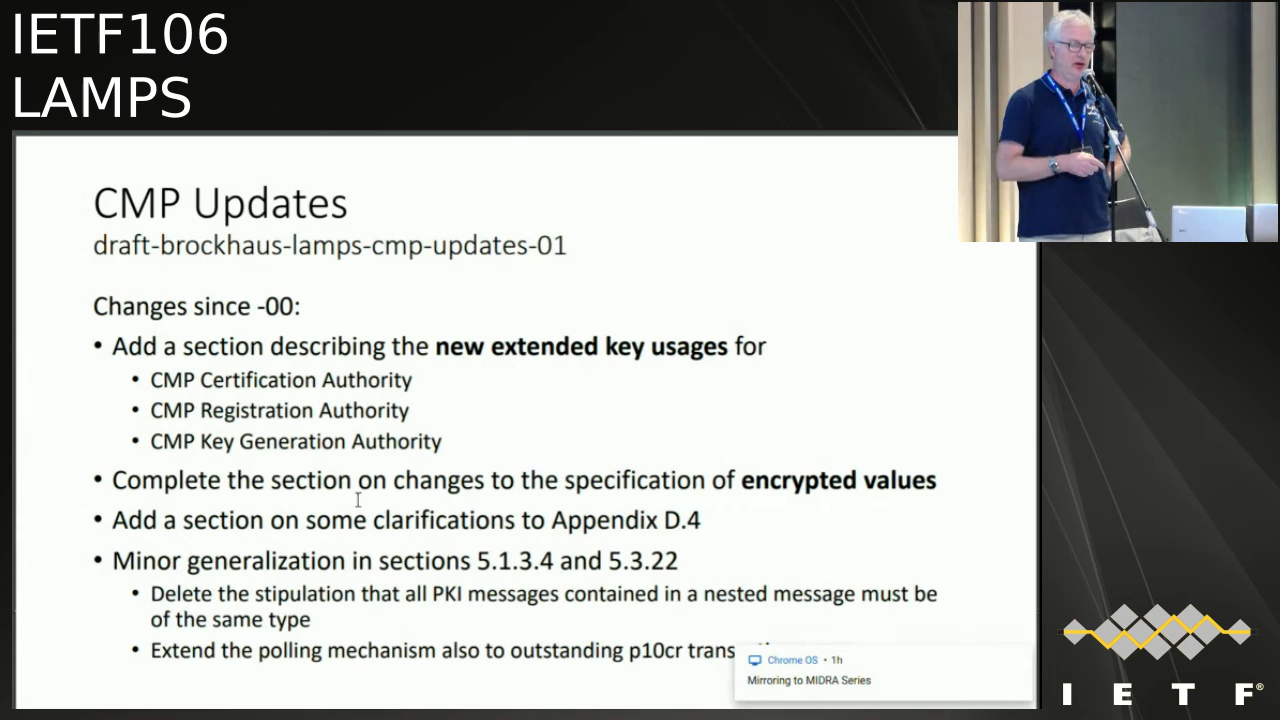 IETF106
LAMPS
CMP Updates
draft-brockhaus-lamps-cmp-updates-01
Changes since -00:
• Add a section describing the new extended key usages for
• CMP Certification Authority
• CMP Registration Authority
• CMP Key Generation Authority
• Complete the section on changes to the specification of encrypted values
• Add a section on some clarifications to Appendix D.4
• Minor generalization in sections 5.1.3.4 and 5.3.22
• Delete the stipulation that all PKI messages contained in a nested message must be
of the same type
• Extend the polling mechanism also to outstanding p10cr
Chrome OS • 1h
Mirroring to MIDRA Series
I E T F®